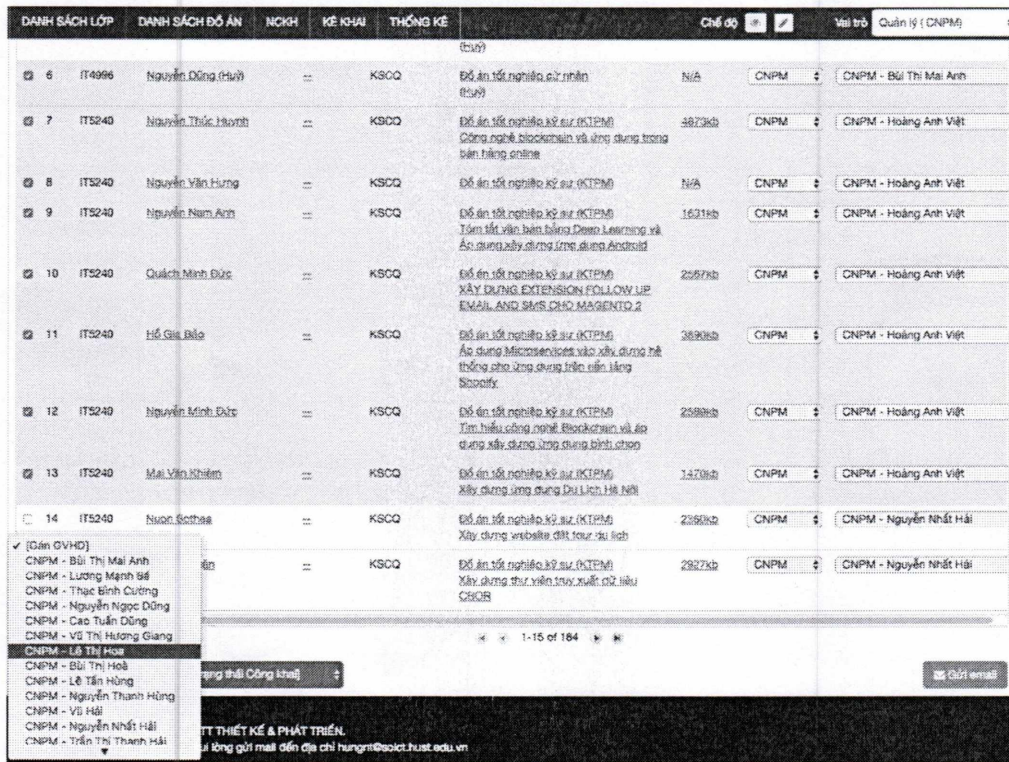 DANH SÁCH LỚP DANH SÁCH ĐỒ ÁN NCKH KÊ KHAI THỐNG KÊ Chế độ Vai trò Quản lý ( CNPM)
(Huỷ)
6 IT4996 Nguyễn Dũng (Huỷ) -- KSCQ Đồ án tốt nghiệp cử nhân N/A CNPM CNPM - Bùi Thị Mai Anh
(Huỷ)
7 IT5240 Nguyễn Thúc Huynh -- KSCQ Đồ án tốt nghiệp kỹ sư (KTPM) 4873kb CNPM CNPM - Hoàng Anh Việt
Công nghệ blockchain và ứng dụng trong
bán hàng online
8 IT5240 Nguyễn Văn Hưng -- KSCQ Đồ án tốt nghiệp kỹ sư (KTPM) N/A CNPM CNPM - Hoàng Anh Việt
9 IT5240 Nguyễn Nam Anh -- KSCQ Đồ án tốt nghiệp kỹ sư (KTPM) 1631kb CNPM CNPM - Hoàng Anh Việt
Tóm tắt văn bản bằng Deep Learning và
Áp dụng xây dựng ứng dụng Android
10 IT5240 Quách Minh Đức -- KSCQ Đồ án tốt nghiệp kỹ sư (KTPM) 2567kb CNPM CNPM - Hoàng Anh Việt
XÂY DỰNG EXTENSION FOLLOW UP
EMAIL AND SMS CHO MAGENTO 2
11 IT5240 Hồ Gia Bảo -- KSCQ Đồ án tốt nghiệp kỹ sư (KTPM) 3890kb CNPM CNPM - Hoàng Anh Việt
Áp dụng Microservices vào xây dựng hệ
thống cho ứng dụng trên nền tảng
Shopify
12 IT5240 Nguyễn Minh Đức -- KSCQ Đồ án tốt nghiệp kỹ sư (KTPM) 2589kb CNPM CNPM - Hoàng Anh Việt
Tìm hiểu công nghệ Blockchain và áp
dụng xây dựng ứng dụng bình chọn
13 IT5240 Mai Văn Khiêm -- KSCQ Đồ án tốt nghiệp kỹ sư (KTPM) 1470kb CNPM CNPM - Hoàng Anh Việt
Xây dựng ứng dụng Du Lịch Hà Nội
14 IT5240 Nuon Sothea -- KSCQ Đồ án tốt nghiệp kỹ sư (KTPM) 2360kb CNPM CNPM - Nguyễn Nhất Hải
Xây dựng website đặt tour du lịch
-- KSCQ Đồ án tốt nghiệp kỹ sư (KTPM) 2927kb CNPM CNPM - Nguyễn Nhất Hải
Xây dựng thư viện truy xuất dữ liệu
✓ [Gán GVHD]
CNPM - Bùi Thị Mai Anh
CNPM - Lương Mạnh Bá
CNPM - Thạc Bình Cường
CNPM - Nguyễn Ngọc Dũng
CNPM - Cao Tuấn Dũng
CNPM - Vũ Thị Hương Giang
CNPM - Lê Thị Hoa
CNPM - Bùi Thị Hoà
CNPM - Lê Tấn Hùng
CNPM - Nguyễn Thanh Hùng
CNPM - Vũ Hải
CNPM - Nguyễn Nhất Hải
CNPM - Trần Thị Thanh Hải
1-15 of 184
ạng thái Công khai] Gửi email
TT THIẾT KẾ & PHÁT TRIỂN.
ui lòng gửi mail đến địa chỉ hungnt@soict.hust.edu.vn